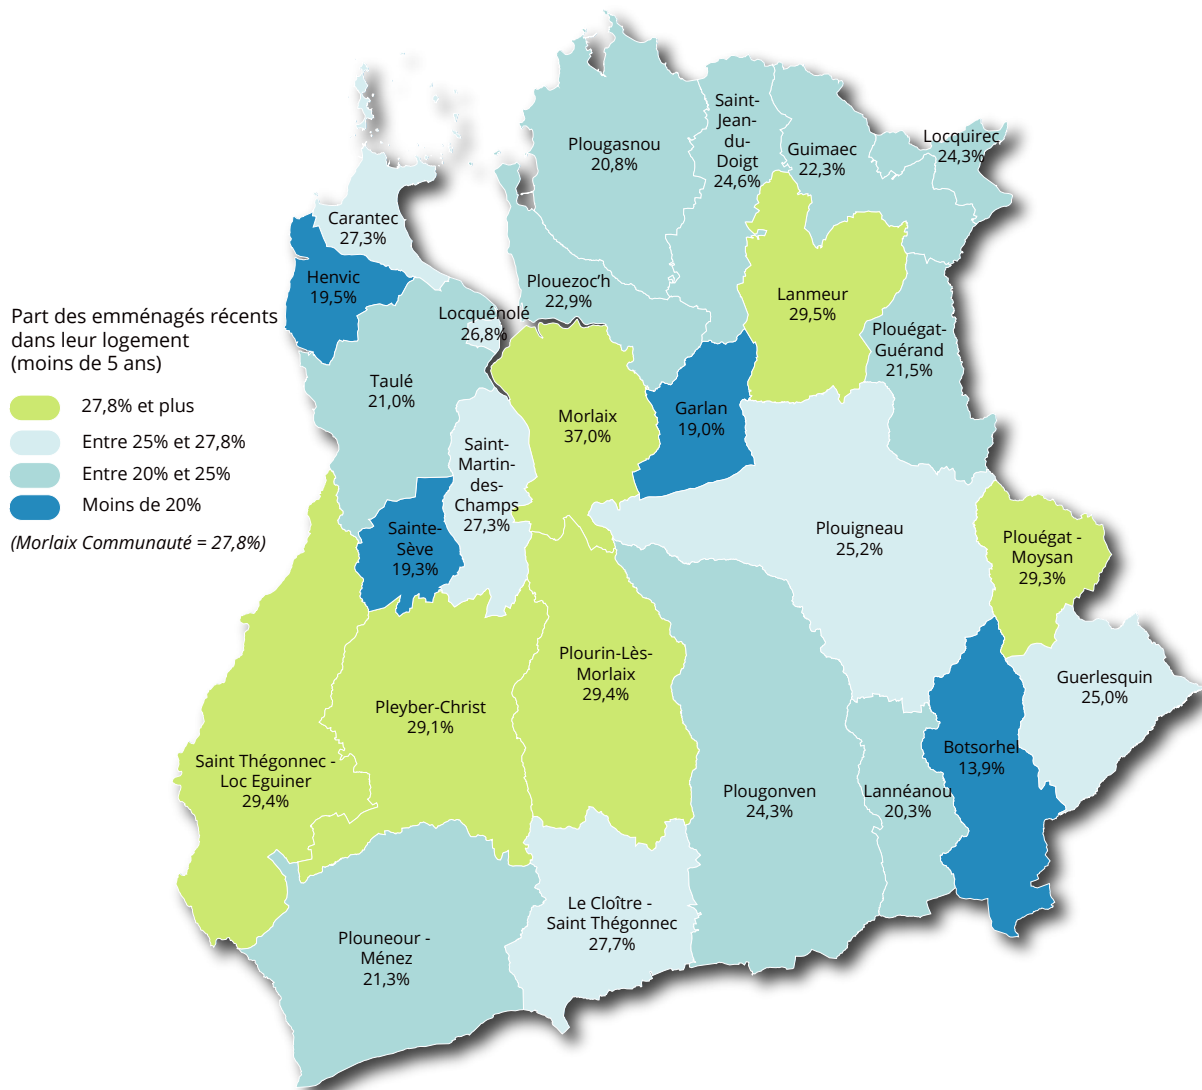 Saint-
Jean-
du-
Doigt
24,6%
Plougasnou
20,8%
Guimaec
22,3%
Locquirec
24,3%
Carantec
27,3%
Henvic
19,5%
Plouezoc’h
22,9%
Lanmeur
29,5%
Locquénolé
26,8%
Plouégat-
Guérand
21,5%
Part des emménagés récents
dans leur logement
(moins de 5 ans)
27,8% et plus
Entre 25% et 27,8%
Entre 20% et 25%
Moins de 20%
(Morlaix Communauté = 27,8%)
Taulé
21,0%
Morlaix
37,0%
Garlan
19,0%
Saint-
Martin-
des-
Champs
27,3%
Sainte-
Sève
19,3%
Plouigneau
25,2%
Plouégat -
Moysan
29,3%
Plourin-Lès-
Morlaix
29,4%
Guerlesquin
25,0%
Pleyber-Christ
29,1%
Saint Thégonnec -
Loc Eguiner
29,4%
Botsorhel
13,9%
Plougonven
24,3%
Lannéanou
20,3%
Le Cloître -
Saint Thégonnec
27,7%
Plouneour -
Ménez
21,3%